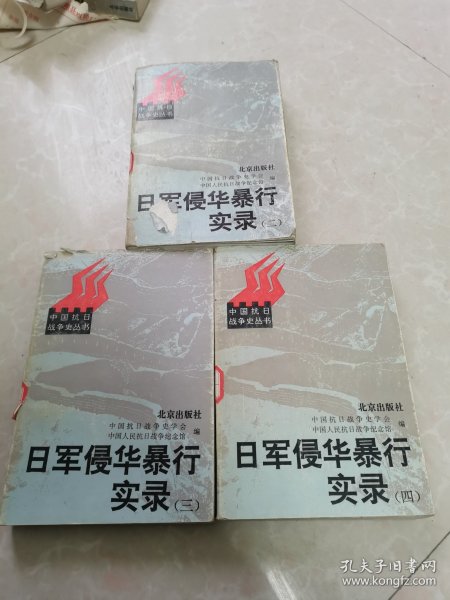 中国抗日
战争史丛书
北京出版社
中国抗日战争史学会
中国人民抗日战争纪念馆
编
日军侵华暴行
实录(二)
中国抗日
战争史丛书
北京出版社
中国抗日战争史学会
中国人民抗日战争纪念馆
编
日军侵华暴行
实录(三)
中国抗日
战争史丛书
北京出版社
中国抗日战争史学会
中国人民抗日战争纪念馆
编
日军侵华暴行
实录(四)
孔夫子旧书网
www.kongfz.com